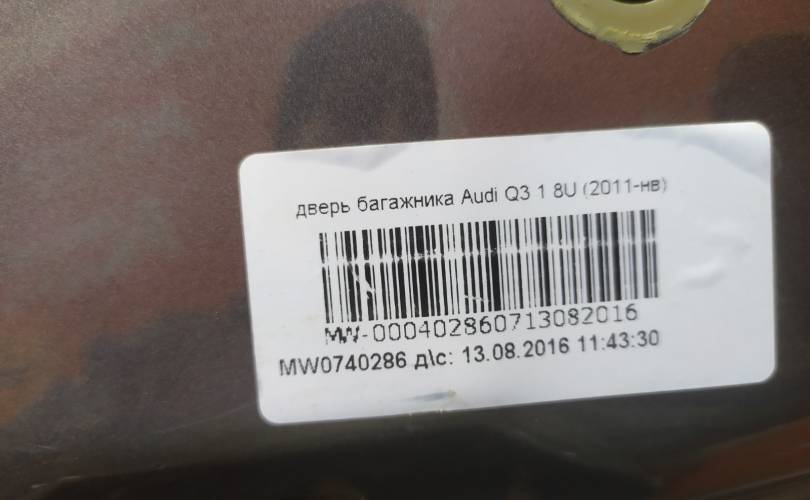 дверь багажника Audi Q3 1 8U (2011-нв)
MW-000402860713082016
MW0740286 д\с: 13.08.2016 11:43:30